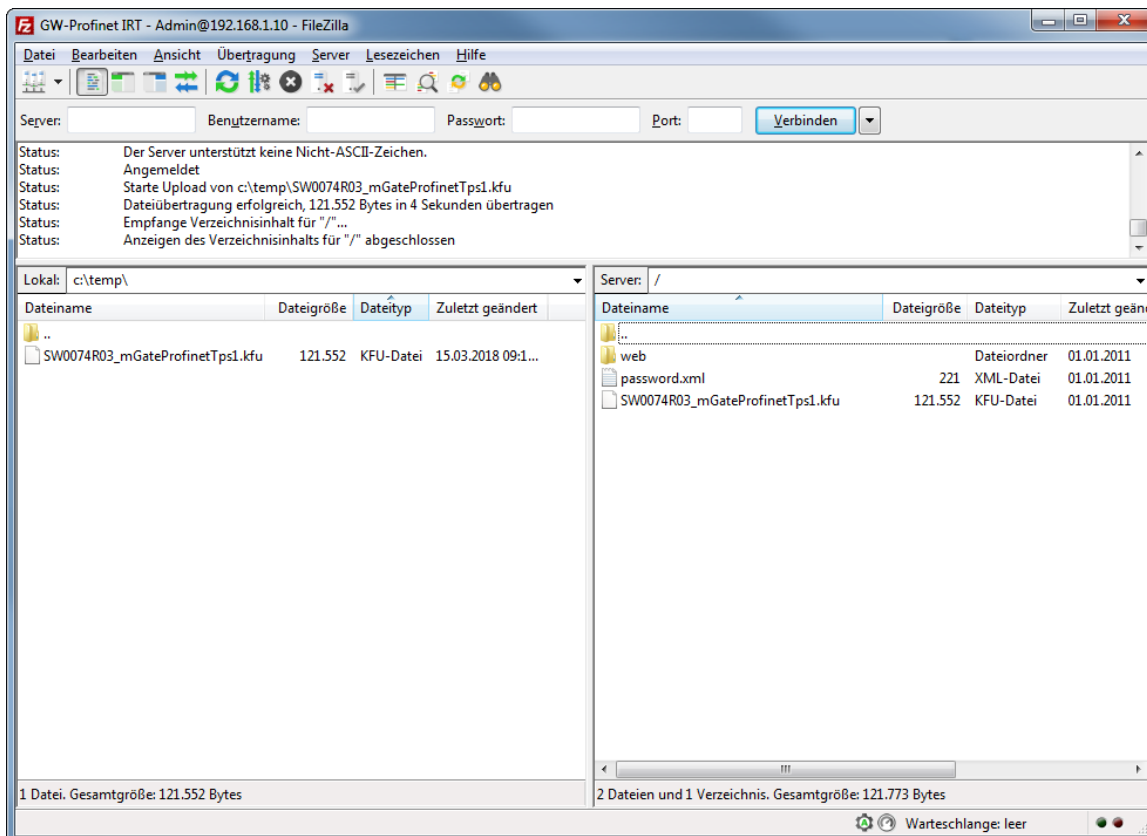 GW-Profinet IRT - Admin@192.168.1.10 - FileZilla
Datei Bearbeiten Ansicht Übertragung Server Lesezeichen Hilfe
Server: Benutzername: Passwort: Port: Verbinden
Status: Der Server unterstützt keine Nicht-ASCII-Zeichen.
Status: Angemeldet
Status: Starte Upload von c:\temp\SW0074R03_mGateProfinetTps1.kfu
Status: Dateiübertragung erfolgreich, 121.552 Bytes in 4 Sekunden übertragen
Status: Empfange Verzeichnisinhalt für "/"...
Status: Anzeigen des Verzeichnisinhalts für "/" abgeschlossen
Lokal: c:\temp\
Dateiname Dateigröße Dateityp Zuletzt geändert
..
SW0074R03_mGateProfinetTps1.kfu 121.552 KFU-Datei 15.03.2018 09:1...
1 Datei. Gesamtgröße: 121.552 Bytes
Server: /
Dateiname Dateigröße Dateityp Zuletzt geän
..
web Dateiordner 01.01.2011
password.xml 221 XML-Datei 01.01.2011
SW0074R03_mGateProfinetTps1.kfu 121.552 KFU-Datei 01.01.2011
2 Dateien und 1 Verzeichnis. Gesamtgröße: 121.773 Bytes
Warteschlange: leer